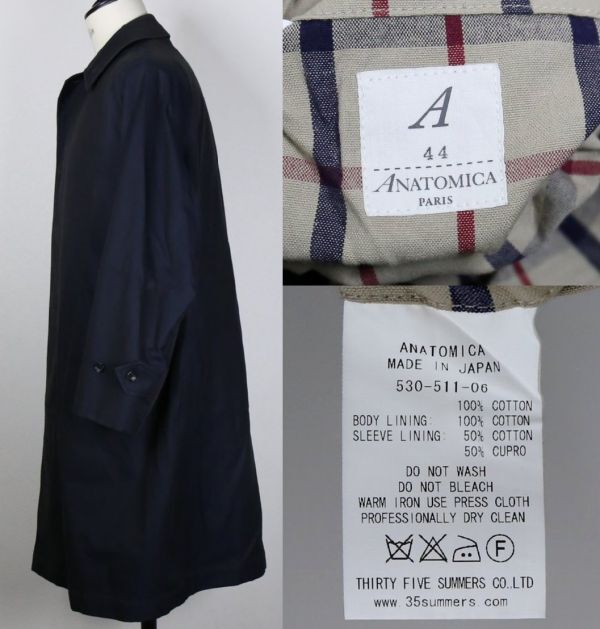 A
44
ANATOMICA
PARIS
ANATOMICA
MADE IN JAPAN
530-511-06
100% COTTON
BODY LINING: 100% COTTON
SLEEVE LINING: 50% COTTON
50% CUPRO
DO NOT WASH
DO NOT BLEACH
WARM IRON USE PRESS CLOTH
PROFESSIONALLY DRY CLEAN
F
THIRTY FIVE SUMMERS CO.LTD
www.35summers.com